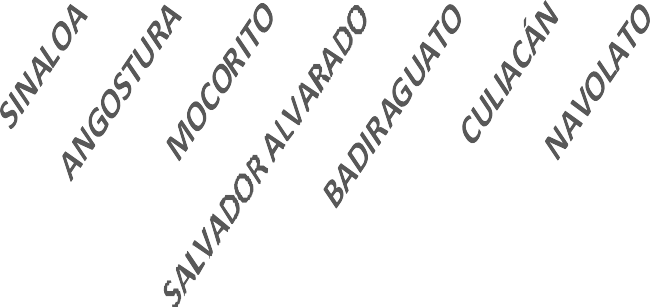 SINALOA
ANGOSTURA
MOCORITO
SALVADOR ALVARADO
BADIRAGUATO
CULIACÁN
NAVOLATO